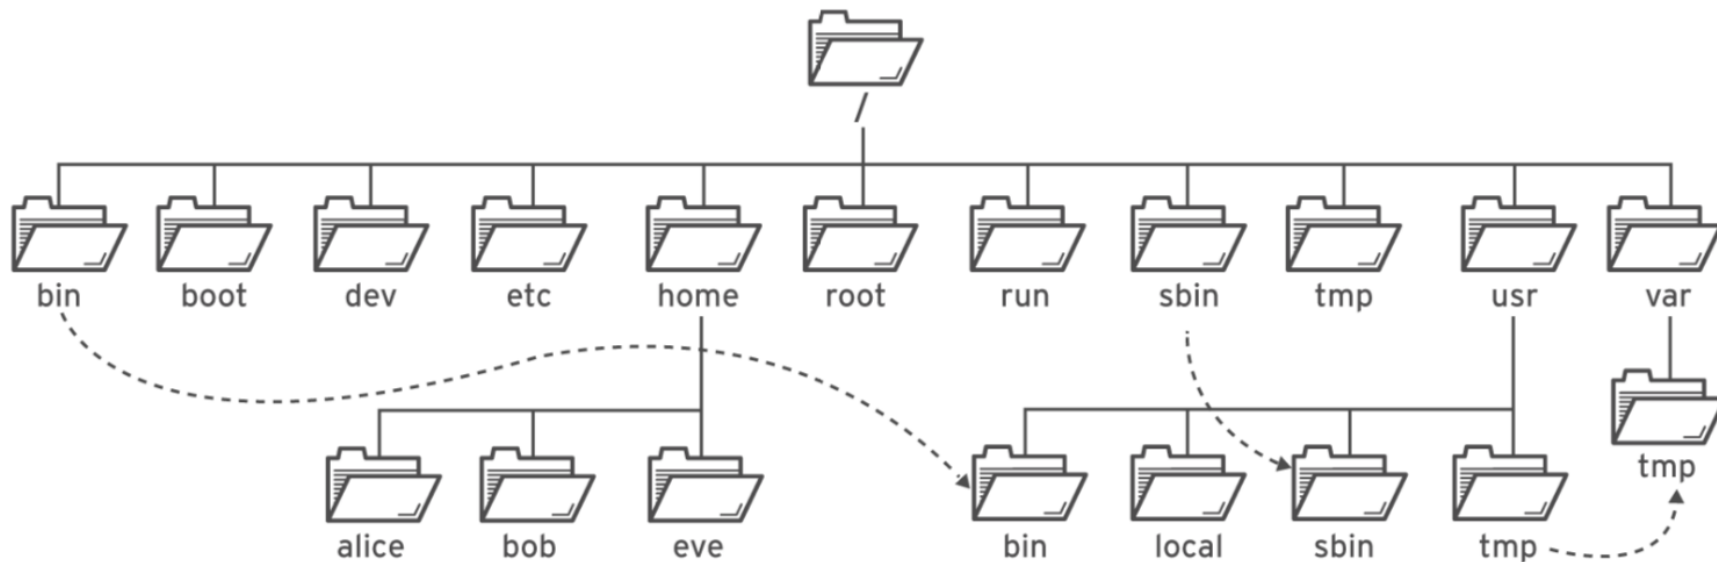 /
bin boot dev etc home root run sbin tmp usr var
tmp
alice bob eve bin local sbin tmp